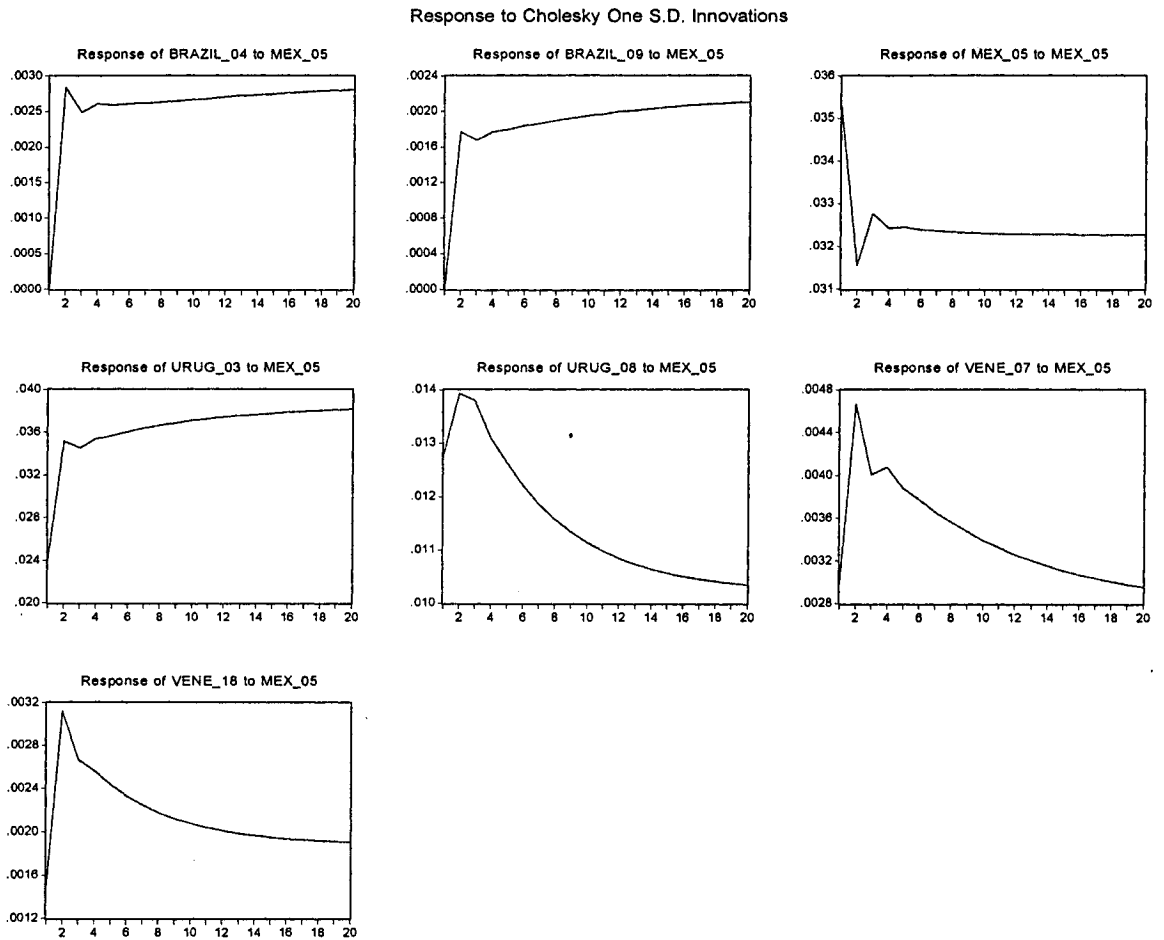 Response to Cholesky One S.D. Innovations
Response of BRAZIL_04 to MEX_05
.0030
.0025
.0020
.0015
.0010
.0005
.0000
2 4 6 8 10 12 14 16 18 20
Response of BRAZIL_09 to MEX_05
.0024
.0020
.0016
.0012
.0008
.0004
.0000
2 4 6 8 10 12 14 16 18 20
Response of MEX_05 to MEX_05
.036
.035
.034
.033
.032
.031
2 4 6 8 10 12 14 16 18 20
Response of URUG_03 to MEX_05
.040
.036
.032
.028
.024
.020
2 4 6 8 10 12 14 16 18 20
Response of URUG_08 to MEX_05
.014
.013
.012
.011
.010
2 4 6 8 10 12 14 16 18 20
Response of VENE_07 to MEX_05
.0048
.0044
.0040
.0036
.0032
.0028
2 4 6 8 10 12 14 16 18 20
Response of VENE_18 to MEX_05
.0032
.0028
.0024
.0020
.0016
.0012
2 4 6 8 10 12 14 16 18 20